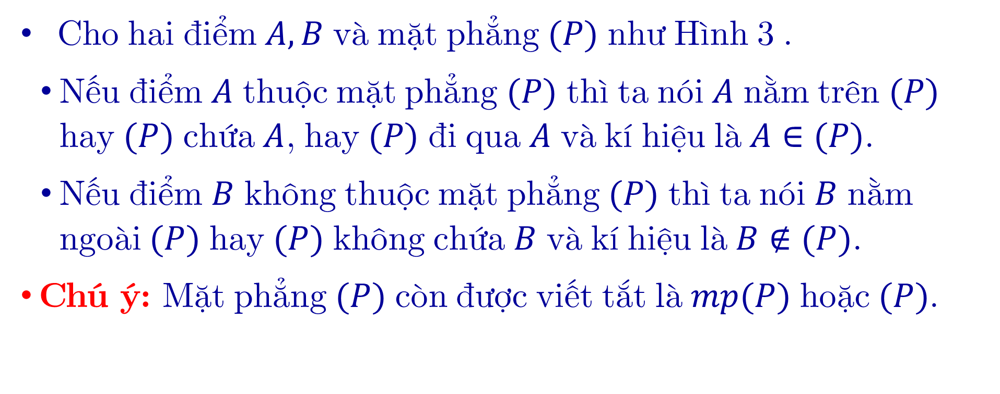 • Cho hai điểm A, B và mặt phẳng (P) như Hình 3 .
• Nếu điểm A thuộc mặt phẳng (P) thì ta nói A nằm trên (P)
hay (P) chứa A, hay (P) đi qua A và kí hiệu là A ∈ (P).
• Nếu điểm B không thuộc mặt phẳng (P) thì ta nói B nằm
ngoài (P) hay (P) không chứa B và kí hiệu là B ∉ (P).
• Chú ý: Mặt phẳng (P) còn được viết tắt là mp(P) hoặc (P).